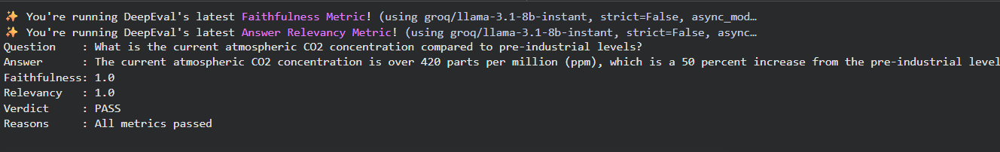 ✨ You're running DeepEval's latest Faithfulness Metric! (using groq/llama-3.1-8b-instant, strict=False, async_mod…
✨ You're running DeepEval's latest Answer Relevancy Metric! (using groq/llama-3.1-8b-instant, strict=False, async…
Question    : What is the current atmospheric CO2 concentration compared to pre-industrial levels?
Answer      : The current atmospheric CO2 concentration is over 420 parts per million (ppm), which is a 50 percent increase from the pre-industrial level
Faithfulness: 1.0
Relevancy   : 1.0
Verdict     : PASS
Reasons     : All metrics passed